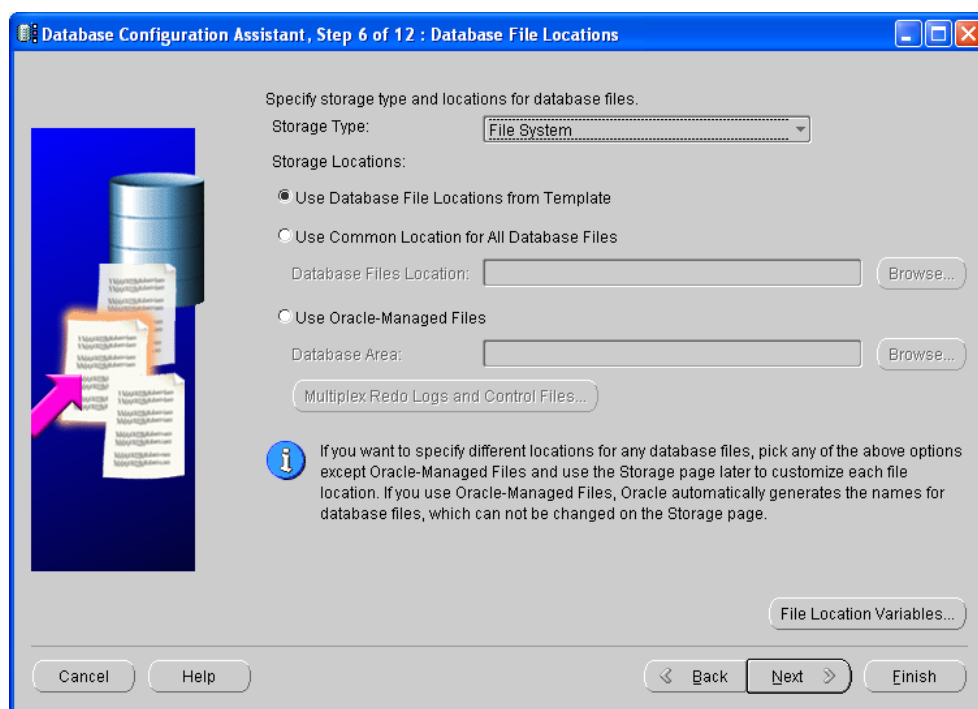 Database Configuration Assistant, Step 6 of 12 : Database File Locations
Specify storage type and locations for database files.
Storage Type: File System
Storage Locations:
Use Database File Locations from Template
Use Common Location for All Database Files
Database Files Location: Browse...
Use Oracle-Managed Files
Database Area: Browse...
Multiplex Redo Logs and Control Files...
If you want to specify different locations for any database files, pick any of the above options
except Oracle-Managed Files and use the Storage page later to customize each file
location. If you use Oracle-Managed Files, Oracle automatically generates the names for
database files, which can not be changed on the Storage page.
File Location Variables...
Cancel Help Back Next Finish